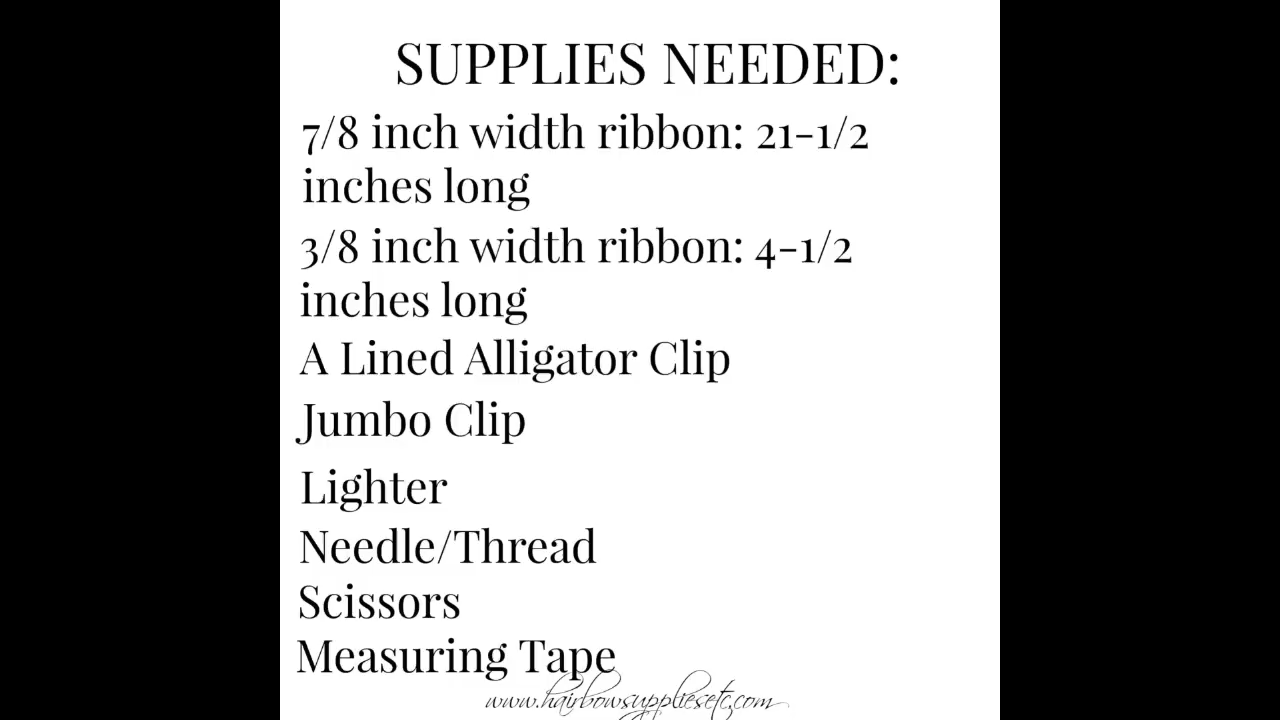 SUPPLIES NEEDED:
7/8 inch width ribbon: 21-1/2
inches long
3/8 inch width ribbon: 4-1/2
inches long
A Lined Alligator Clip
Jumbo Clip
Lighter
Needle/Thread
Scissors
Measuring Tape
www.hairbowsuppliesetc.com